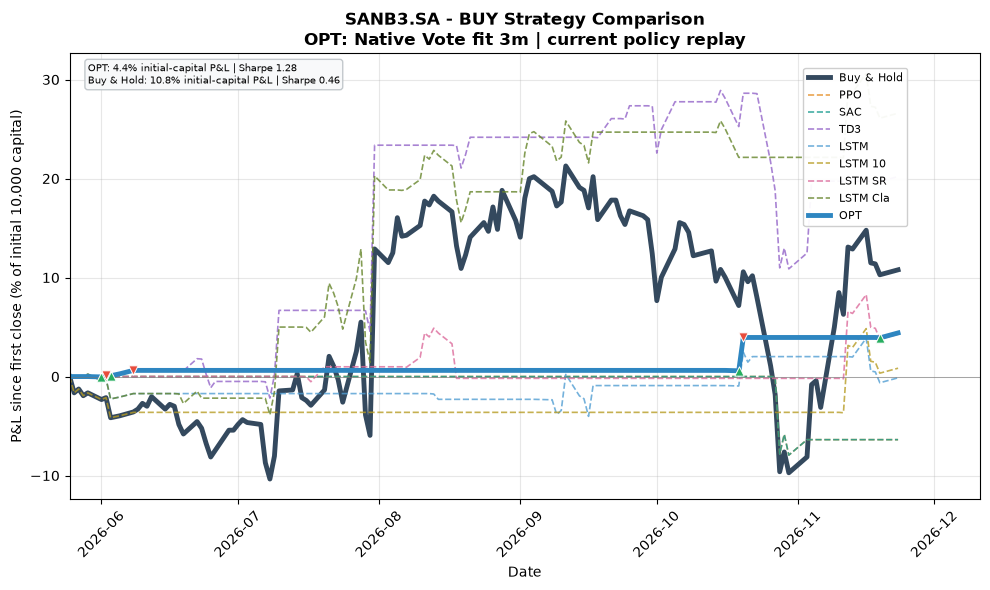 SANB3.SA - BUY Strategy Comparison
OPT: Native Vote fit 3m | current policy replay
OPT: 4.4% initial-capital P&L | Sharpe 1.28
Buy & Hold: 10.8% initial-capital P&L | Sharpe 0.46
Buy & Hold
PPO
SAC
TD3
LSTM
LSTM 10
LSTM SR
LSTM Cla
OPT
P&L since first close (% of initial 10,000 capital)
30
20
10
0
−10
2026-06
2026-07
2026-08
2026-09
2026-10
2026-11
2026-12
Date